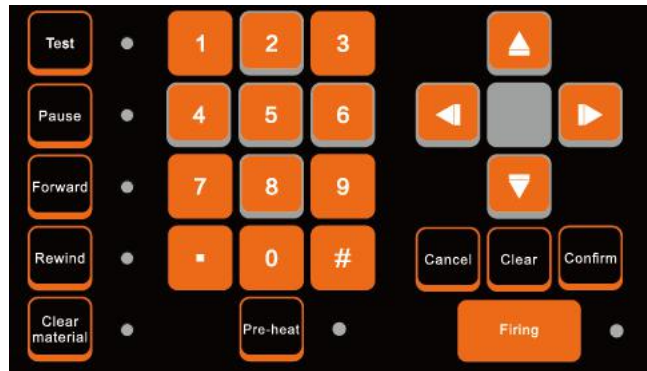 Test
1 2 3
Pause
4 5 6
Forward
7 8 9
Rewind
. 0 #
Cancel Clear Confirm
Clear
material
Pre-heat
Firing